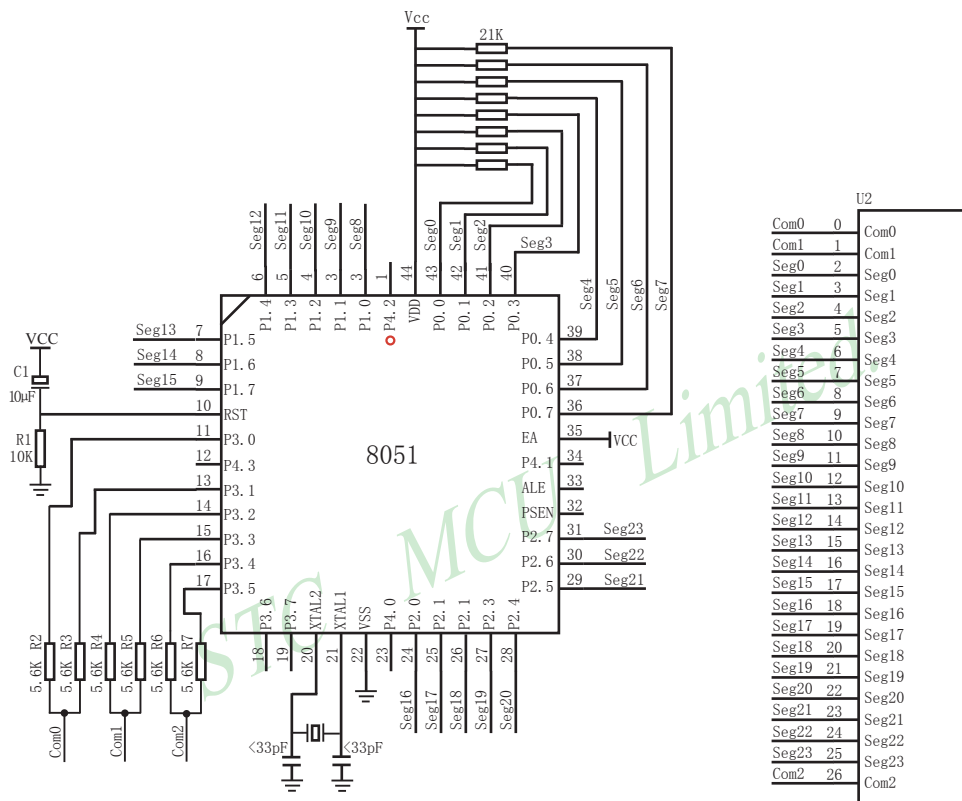 Vcc
21K
Seg12
Seg11
Seg10
Seg9
Seg8
Seg0
Seg1
Seg2
Seg3
Seg4
Seg5
Seg6
Seg7
6
5
4
3
3
1
44
43
42
41
40
P1.4
P1.3
P1.2
P1.1
P1.0
P4.2
VDD
P0.0
P0.1
P0.2
P0.3
Seg13 7 P1.5
Seg14 8 P1.6
Seg15 9 P1.7
10 RST
11 P3.0
12 P4.3
13 P3.1
14 P3.2
15 P3.3
16 P3.4
17 P3.5
VCC
C1
10μF
R1
10K
8051
P0.4 39
P0.5 38
P0.6 37
P0.7 36
EA 35 VCC
P4.1 34
ALE 33
PSEN 32
P2.7 31 Seg23
P2.6 30 Seg22
P2.5 29 Seg21
P3.6
P3.7
XTAL2
XTAL1
VSS
P4.0
P2.0
P2.1
P2.1
P2.3
P2.4
18
19
20
21
22
23
24
25
26
27
28
Seg16
Seg17
Seg18
Seg19
Seg20
5.6K R2
5.6K R3
5.6K R4
5.6K R5
5.6K R6
5.6K R7
Com0
Com1
Com2
<33pF
<33pF
STC MCU Limited.
U2
Com0 0 Com0
Com1 1 Com1
Seg0 2 Seg0
Seg1 3 Seg1
Seg2 4 Seg2
Seg3 5 Seg3
Seg4 6 Seg4
Seg5 7 Seg5
Seg6 8 Seg6
Seg7 9 Seg7
Seg8 10 Seg8
Seg9 11 Seg9
Seg10 12 Seg10
Seg11 13 Seg11
Seg12 14 Seg12
Seg13 15 Seg13
Seg14 16 Seg14
Seg15 17 Seg15
Seg16 18 Seg16
Seg17 19 Seg17
Seg18 20 Seg18
Seg19 21 Seg19
Seg20 22 Seg20
Seg21 23 Seg21
Seg22 24 Seg22
Seg23 25 Seg23
Com2 26 Com2